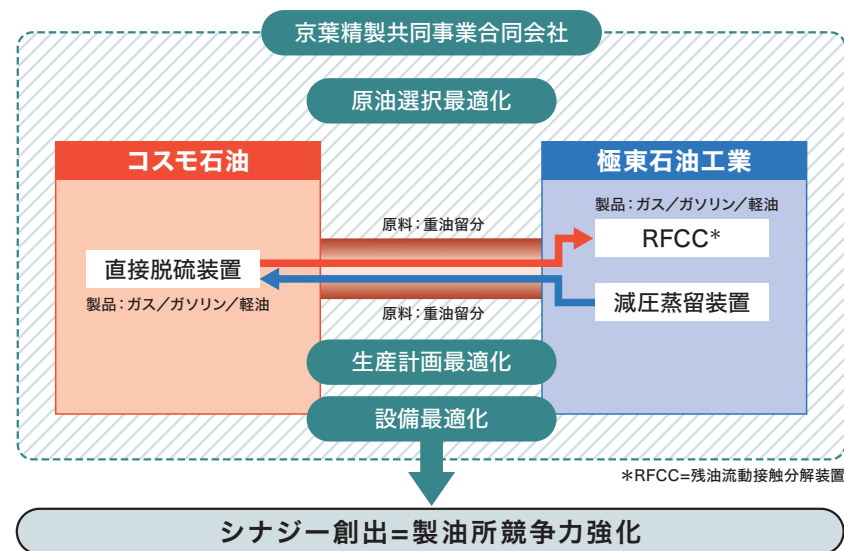 京葉精製共同事業合同会社
原油選択最適化
コスモ石油
極東石油工業
製品：ガス／ガソリン／軽油
原料：重油留分
RFCC*
直接脱硫装置
製品：ガス／ガソリン／軽油
減圧蒸留装置
原料：重油留分
生産計画最適化
設備最適化
*RFCC=残油流動接触分解装置
シナジー創出=製油所競争力強化